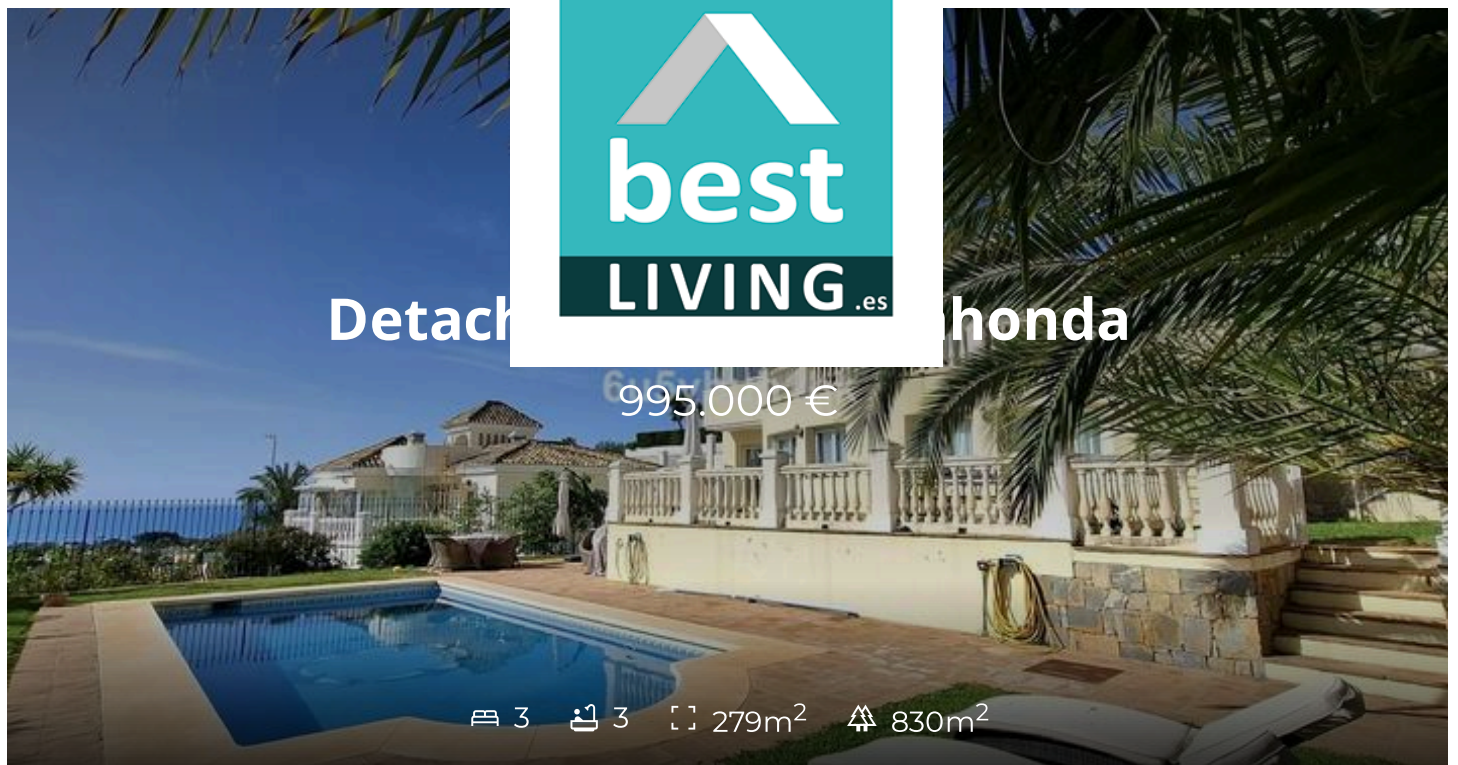 best
LIVING.es
Detach honda
995.000 €
3 3 279m² 830m²